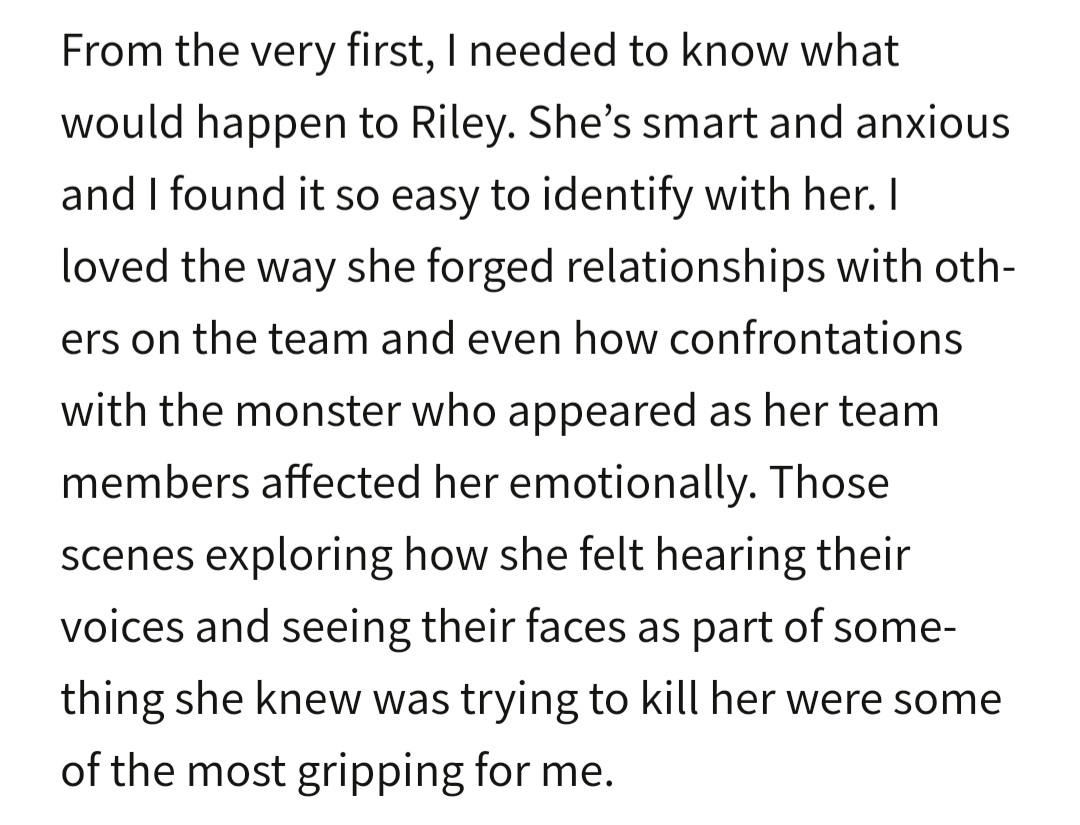 From the very first, I needed to know what
would happen to Riley. She’s smart and anxious
and I found it so easy to identify with her. I
loved the way she forged relationships with oth-
ers on the team and even how confrontations
with the monster who appeared as her team
members affected her emotionally. Those
scenes exploring how she felt hearing their
voices and seeing their faces as part of some-
thing she knew was trying to kill her were some
of the most gripping for me.